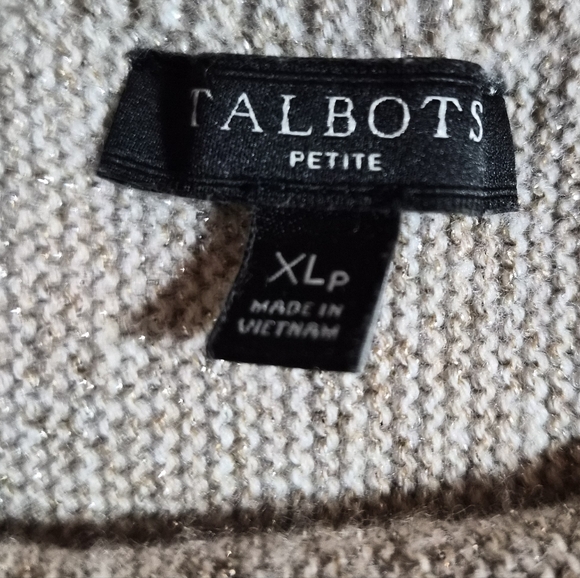 TALBOTS
PETITE
XLP
MADE IN
VIETNAM